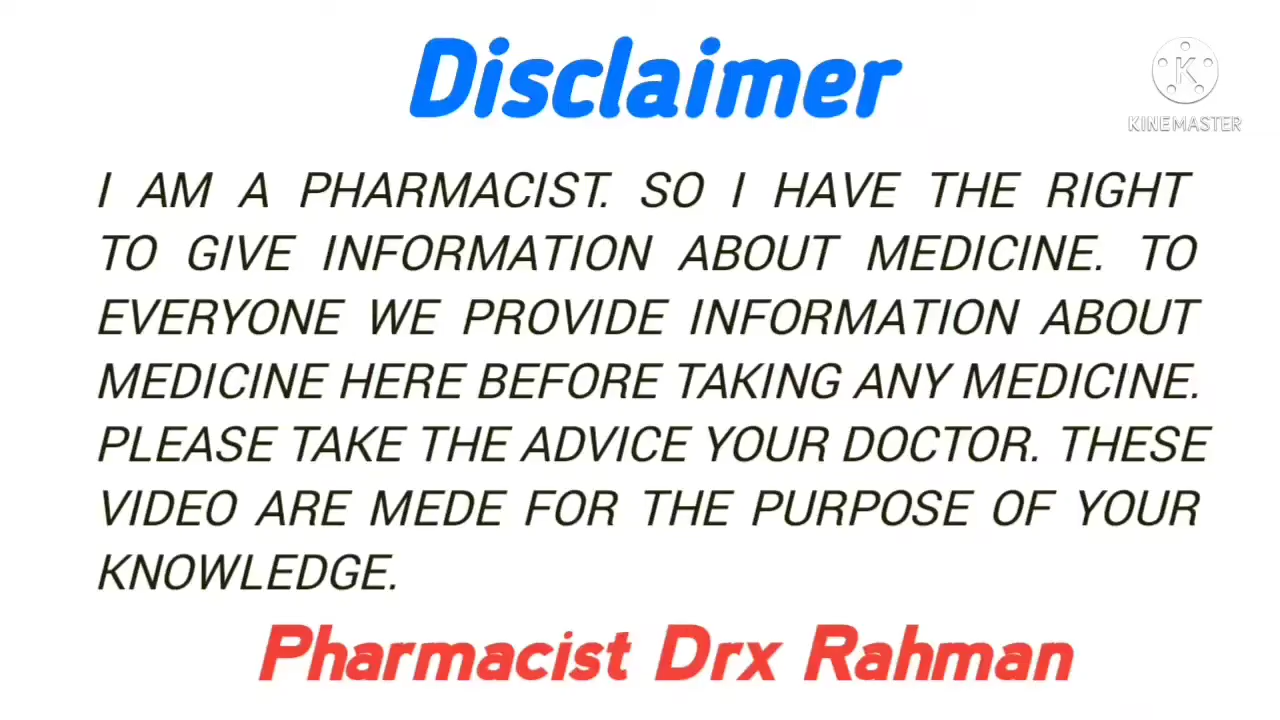 Disclaimer
KINEMASTER
I AM A PHARMACIST. SO I HAVE THE RIGHT
TO GIVE INFORMATION ABOUT MEDICINE. TO
EVERYONE WE PROVIDE INFORMATION ABOUT
MEDICINE HERE BEFORE TAKING ANY MEDICINE.
PLEASE TAKE THE ADVICE YOUR DOCTOR. THESE
VIDEO ARE MEDE FOR THE PURPOSE OF YOUR
KNOWLEDGE.
Pharmacist Drx Rahman